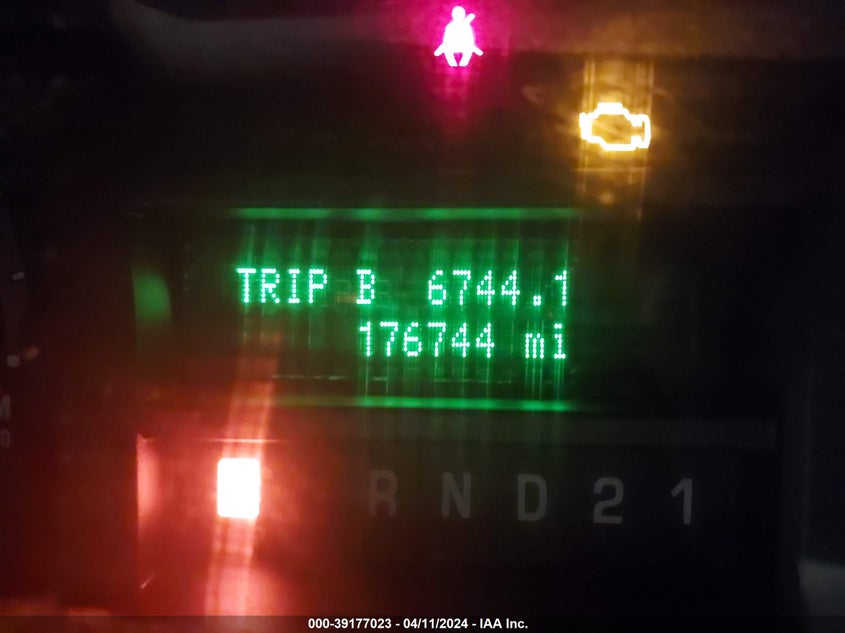 TRIP B 6744.1
176744 mi
R N D 2 1
000-39177023 - 04/11/2024 - IAA Inc.